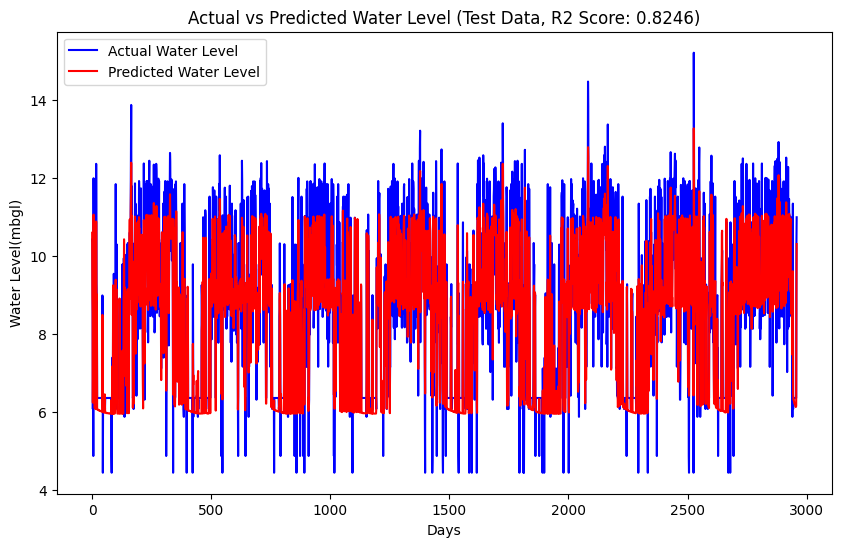 Actual vs Predicted Water Level (Test Data, R2 Score: 0.8246)
Actual Water Level
Predicted Water Level
Water Level(mbgl)
14
12
10
8
6
4
0 500 1000 1500 2000 2500 3000
Days